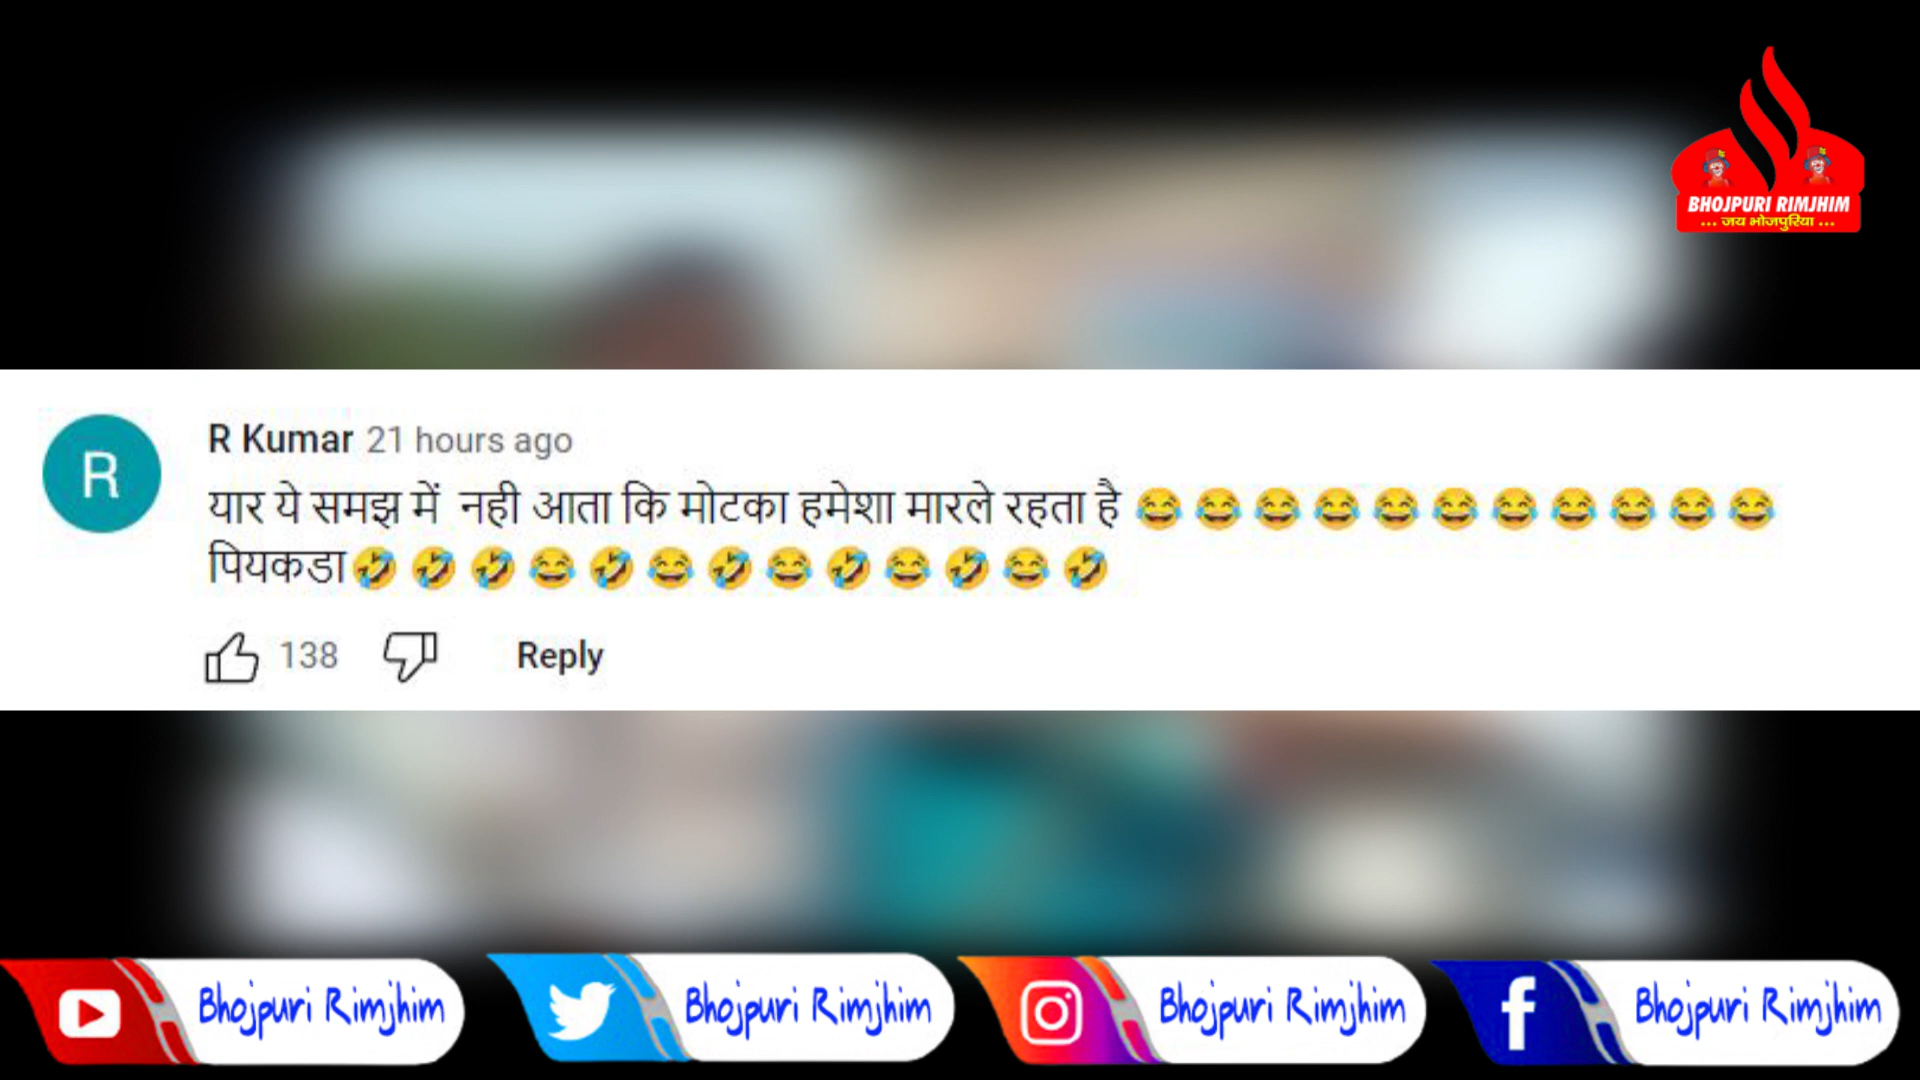 BHOJPURI RIMJHIM
... जय भोजपुरिया ...
R
R Kumar 21 hours ago
यार ये समझ में नही आता कि मोटका हमेशा मारले रहता है 😂😂😂😂😂😂😂😂😂😂😂
पियकडा🤣🤣🤣😂🤣😂🤣😂🤣😂🤣😂🤣
138 Reply
Bhojpuri Rimjhim Bhojpuri Rimjhim Bhojpuri Rimjhim Bhojpuri Rimjhim